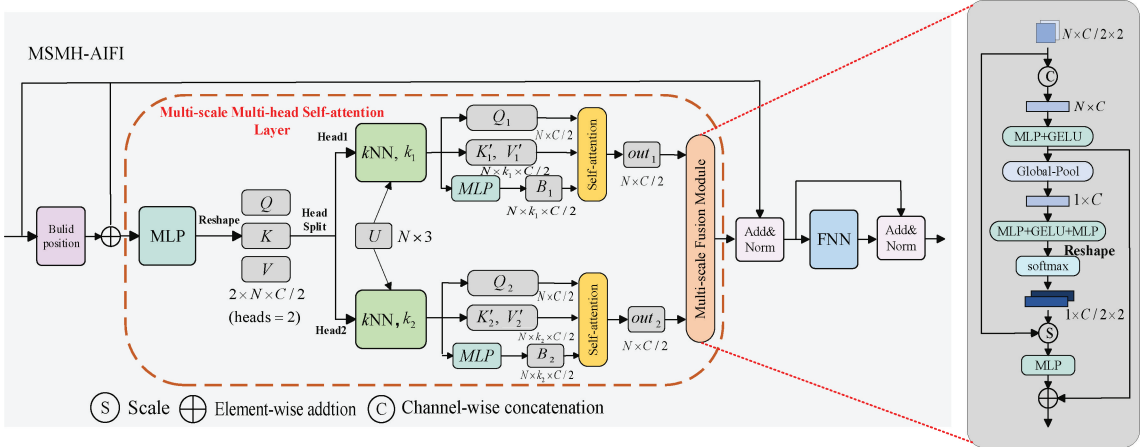 MSMH-AIFI
Multi-scale Multi-head Self-attention
Layer
Bulid
position
MLP
Reshape
Q
K
V
2 × N × C / 2
(heads = 2)
Head
Split
Head1
Head2
kNN, k₁
U
N × 3
kNN, k₂
Q₁
N × C / 2
K′₁, V′₁
N × k₁ × C / 2
MLP
B₁
N × k₁ × C / 2
Self-attention
out₁
N × C / 2
Q₂
N × C / 2
K′₂, V′₂
N × k₂ × C / 2
MLP
B₂
N × k₂ × C / 2
Self-attention
out₂
N × C / 2
Multi-scale Fusion Module
Add&
Norm
FNN
Add&
Norm
N × C / 2 × 2
C
N × C
MLP+GELU
Global-Pool
1 × C
MLP+GELU+MLP
Reshape
softmax
1 × C / 2 × 2
S
MLP
S Scale
Element-wise addtion
C Channel-wise concatenation